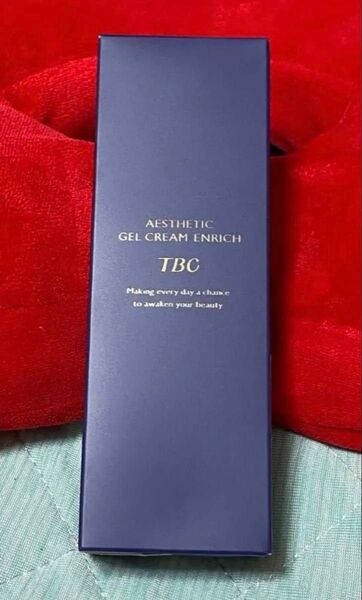 AESTHETIC
GEL CREAM ENRICH
TBC
Making every day a chance
to awaken your beauty